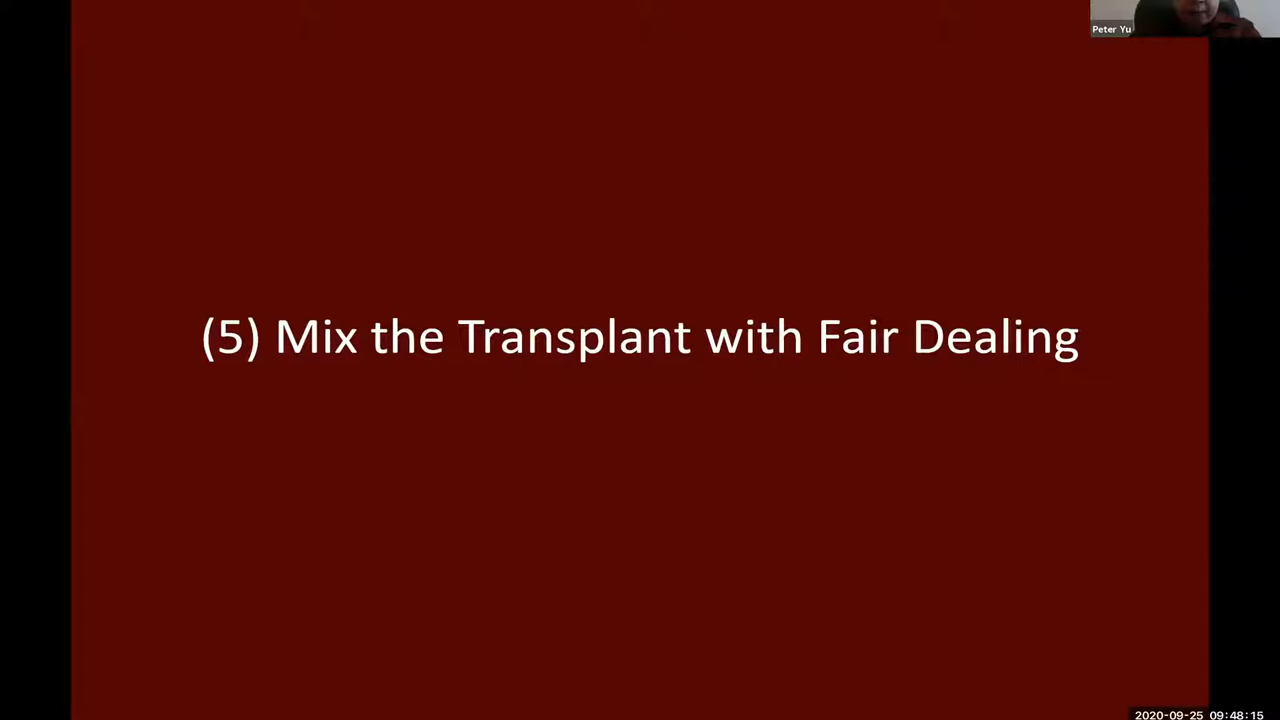 Peter Yu
(5) Mix the Transplant with Fair Dealing
2020-09-25 09:48:15